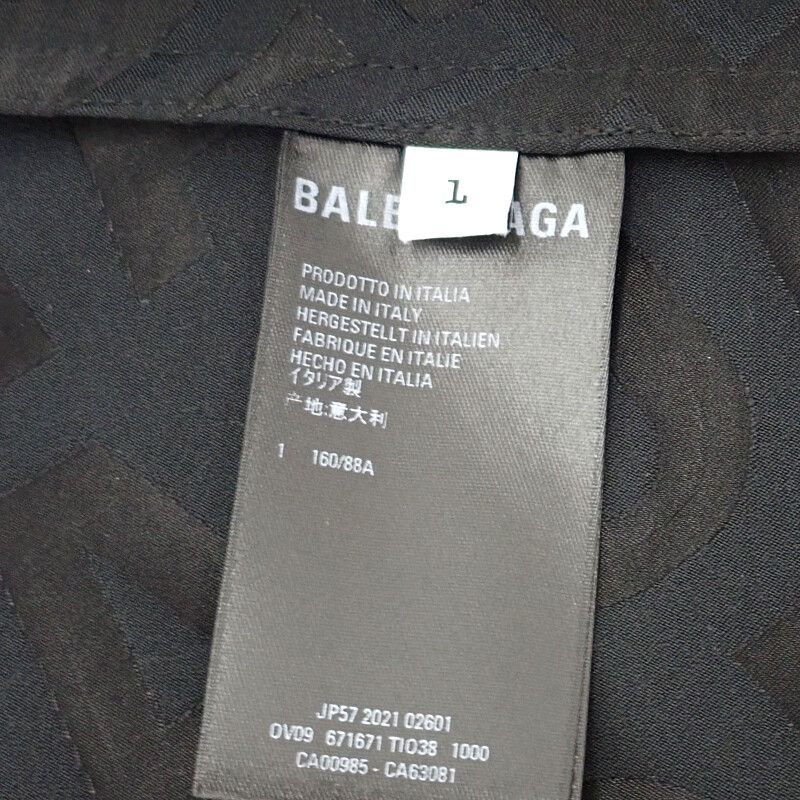 1
BALE AGA
PRODOTTO IN ITALIA
MADE IN ITALY
HERGESTELLT IN ITALIEN
FABRIQUE EN ITALIE
HECHO EN ITALIA
イタリア製
产地:意大利
1 160/88A
JP57 2021 02601
OV09 671671 TIO38 1000
CA00985 - CA63081